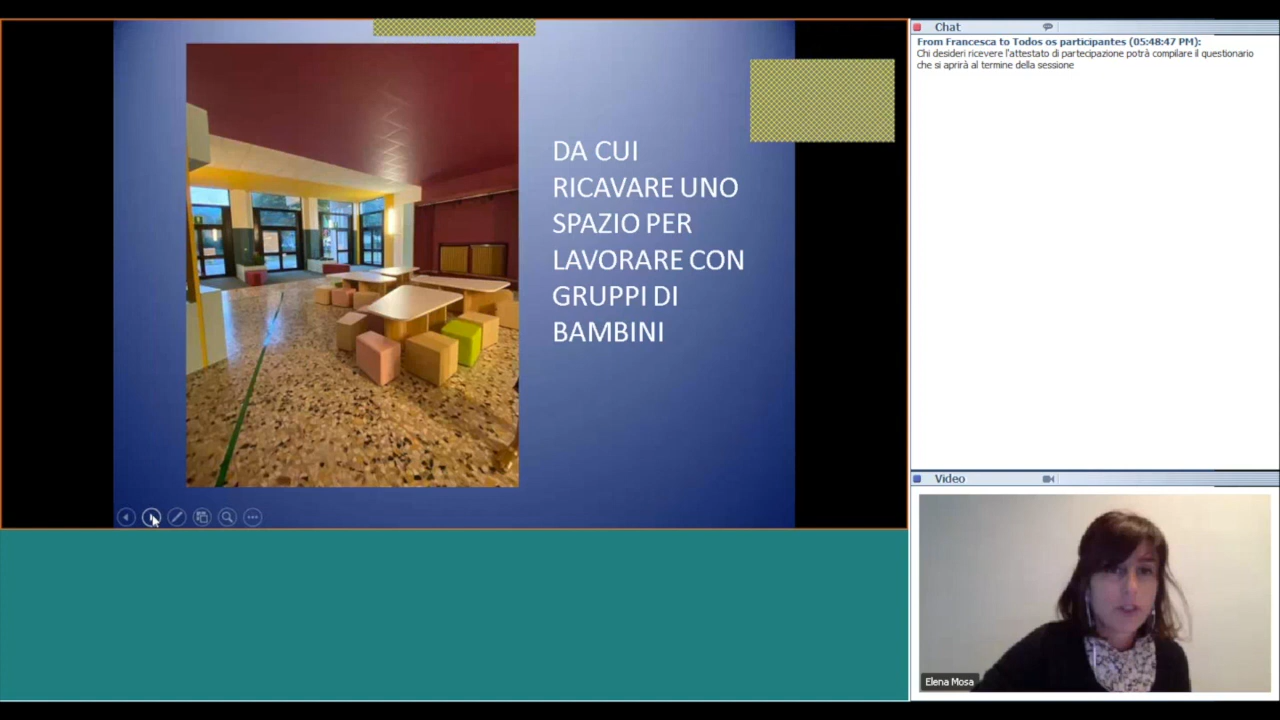 DA CUI
RICAVARE UNO
SPAZIO PER
LAVORARE CON
GRUPPI DI
BAMBINI
Chat
From Francesca to Todos os participantes (05:48:47 PM):
Chi desideri ricevere l'attestato di partecipazione potrà compilare il questionario
che si aprirà al termine della sessione
Video
Elena Mosa